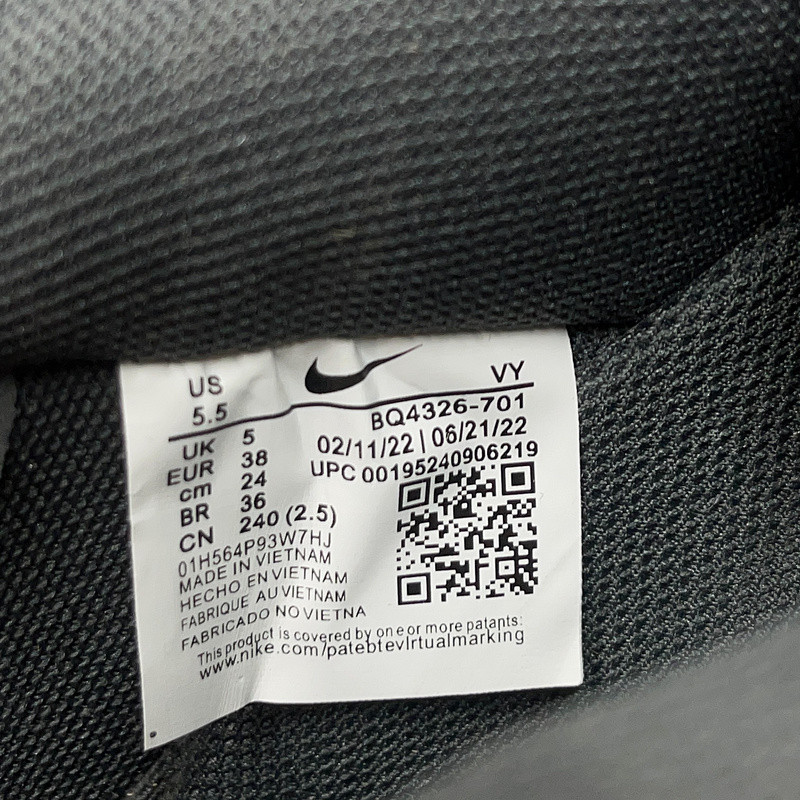 US 5.5
VY
BQ4326-701
02/11/22 | 06/21/22
UPC 00195240906219
UK 5
EUR 38
cm 24
BR 36
CN 240 (2.5)
01H564P93W7HJ
MADE IN VIETNAM
HECHO EN VIETNAM
FABRIQUE AU VIETNAM
FABRICADO NO VIETNA
This product is covered by one or more patants:
www.nike.com/patebtevlrtualmarking